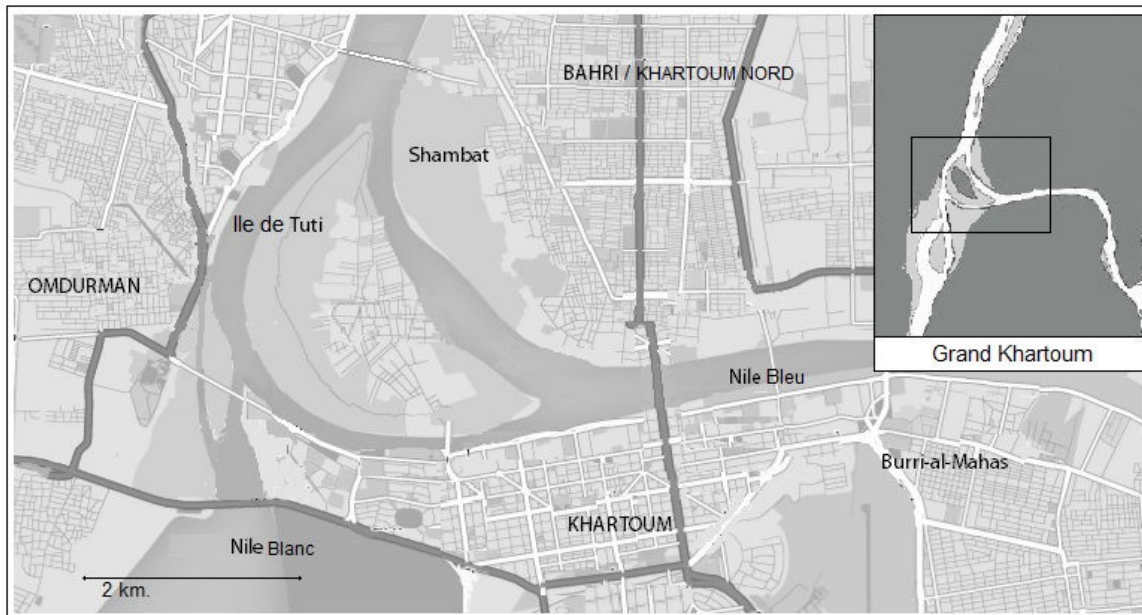 BAHRI / KHARTOUM NORD
Shambat
Ile de Tuti
OMDURMAN
Grand Khartoum
Nile Bleu
Burri-al-Mahas
KHARTOUM
Nile Blanc
2 km.